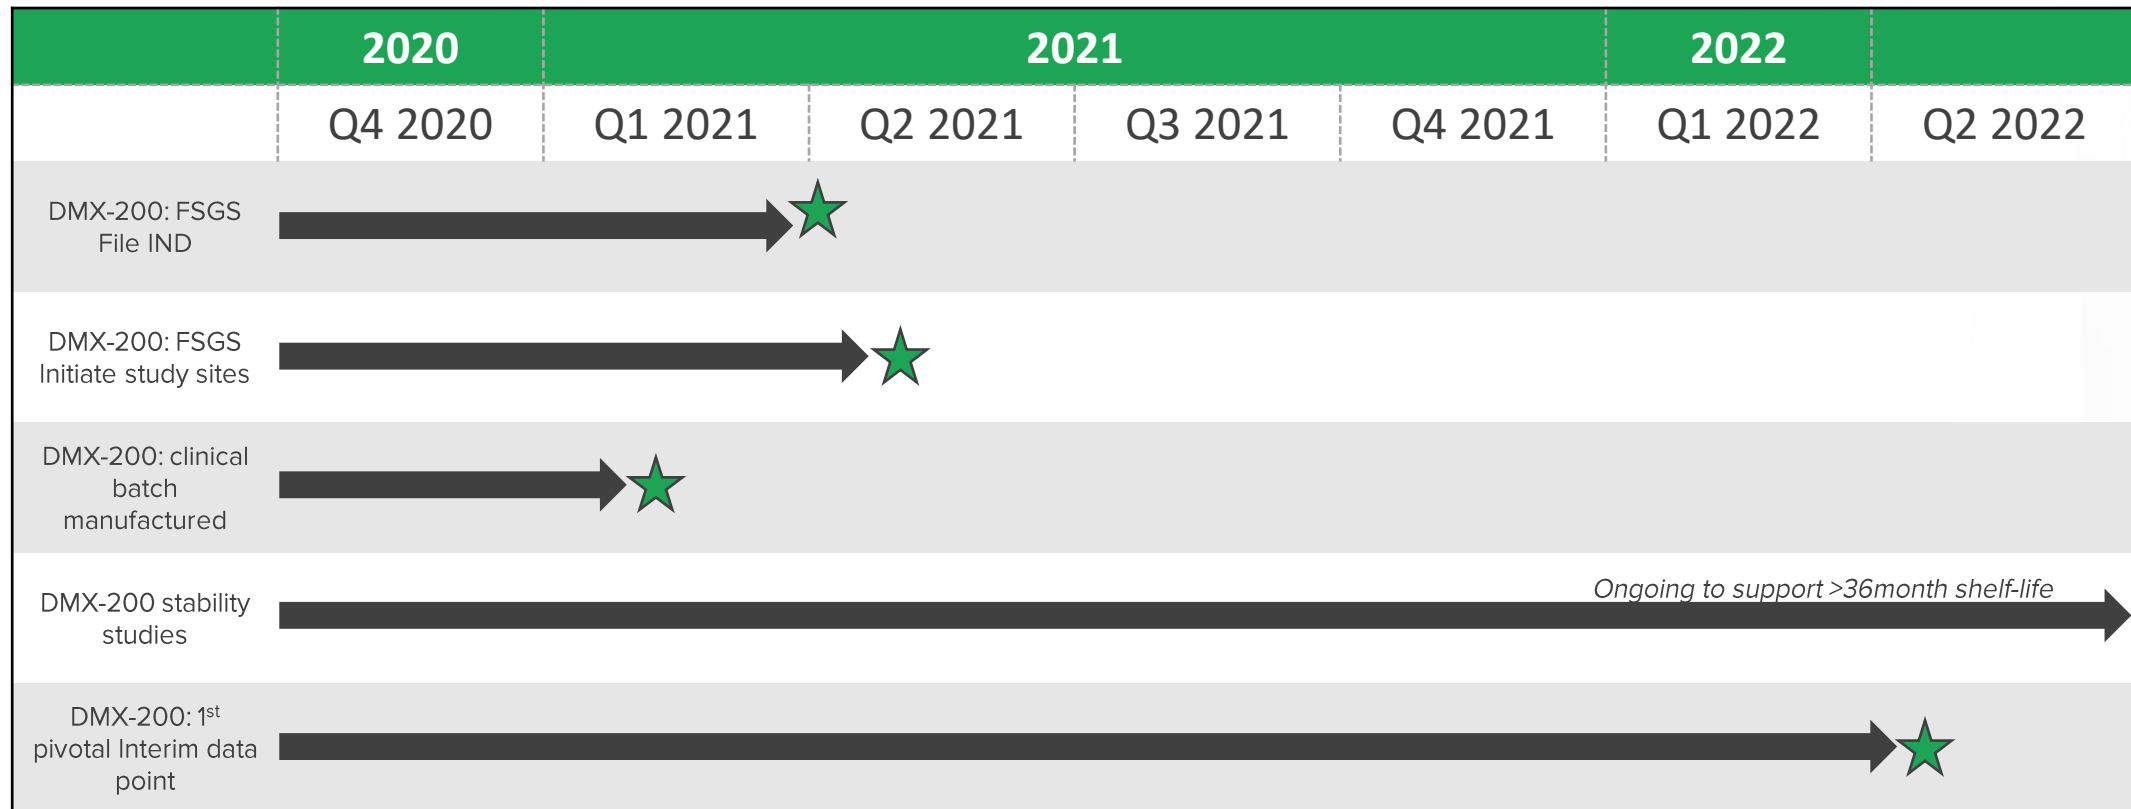 2020 2021 2022
Q4 2020 Q1 2021 Q2 2021 Q3 2021 Q4 2021 Q1 2022 Q2 2022
DMX-200: FSGS
File IND
DMX-200: FSGS
Initiate study sites
DMX-200: clinical
batch
manufactured
DMX-200 stability
studies
Ongoing to support >36month shelf-life
DMX-200: 1st
pivotal Interim data
point